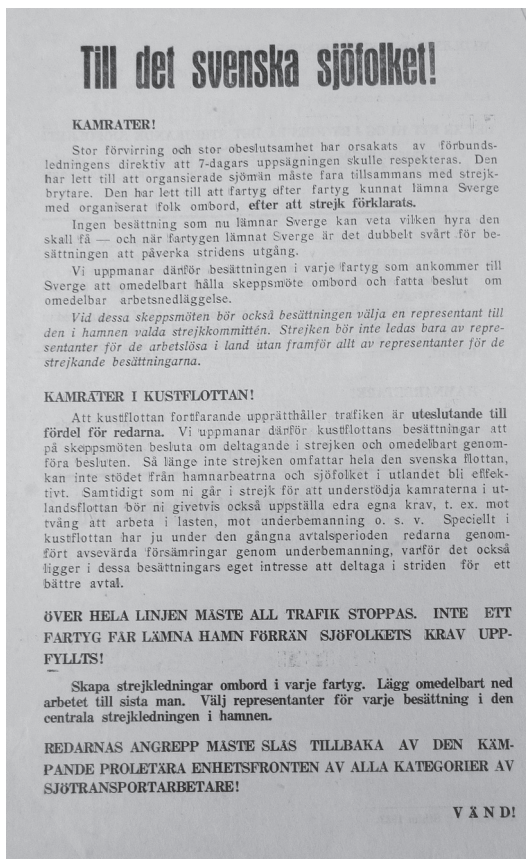 Till det svenska sjöfolket!
KAMRATER!
Stor förvirring och stor obeslutsamhet har orsakats av förbunds-
ledningens direktiv att 7-dagars uppsägningen skulle respekteras. Den
har lett till att organsierade sjömän måste fara tillsammans med strejk-
brytare. Den har lett till att fartyg efter fartyg kunnat lämna Sverge
med organiserat folk ombord, efter att strejk förklarats.
Ingen besättning som nu lämnar Sverge kan veta vilken hyra den
skall få — och när fartygen lämnat Sverge är det dubbelt svårt för be-
sättningen att påverka stridens utgång.
Vi uppmanar därför besättningen i varje fartyg som ankommer till
Sverge att omedelbart hålla skeppsmöte ombord och fatta beslut om
omedelbar arbetsnedläggelse.
Vid dessa skeppsmöten bör också besättningen välja en representant till
den i hamnen valda strejkkommittén. Strejken bör inte ledas bara av repre-
sentanter för de arbetslösa i land utan framför allt av representanter för de
strejkande besättningarna.
KAMRATER I KUSTFLOTTAN!
Att kustflottan fortfarande upprätthåller trafiken är uteslutande till
fördel för redarna. Vi uppmanar därför kustflottans besättningar att
på skeppsmöten besluta om deltagande i strejken och omedelbart genom-
föra besluten. Så länge inte strejken omfattar hela den svenska flottan,
kan inte stödet från hamnarbeatrna och sjöfolket i utlandet bli effek-
tivt. Samtidigt som ni går i strejk för att understödja kamraterna i ut-
landsflottan bör ni givetvis också uppställa edra egna krav, t. ex. mot
tvång att arbeta i lasten, mot underbemanning o. s. v. Speciellt i
kustflottan har ju under den gångna avtalsperioden redarna genom-
fört avsevärda försämringar genom underbemanning, varför det också
ligger i dessa besättningars eget intresse att deltaga i striden för ett
bättre avtal.
ÖVER HELA LINJEN MÅSTE ALL TRAFIK STOPPAS. INTE ETT
FARTYG FÅR LÄMNA HAMN FÖRRÄN SJÖFOLKETS KRAV UPP-
FYLLTS!
Skapa strejkledningar ombord i varje fartyg. Lägg omedelbart ned
arbetet till sista man. Välj representanter för varje besättning i den
centrala strejkledningen i hamnen.
REDARNAS ANGREPP MÅSTE SLÅS TILLBAKA AV DEN KÄM-
PANDE PROLETÄRA ENHETSFRONTEN AV ALLA KATEGORIER AV
SJÖTRANSPORTARBETARE!
VÄND!